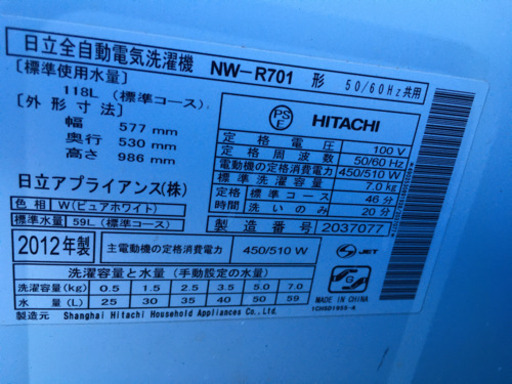 日立全自動電気洗濯機 NW-R701 形 50/60Hz共用
〔標準使用水量〕
118L (標準コース)
〔外形寸法〕
幅 577 mm
奥行 530 mm
高さ 986 mm
日立アプライアンス(株)
色相 W(ピュアホワイト)
標準水量 59L (標準コース)
PS E HITACHI
定格電圧 100 V
定格周波数 50/60 Hz
電動機の定格消費電力 450/510 W
標準洗濯容量 7.0 kg
定格時間 標準コース 46分
洗いのみ 20分
製造番号 2037077
2012年製 主電動機の定格消費電力 450/510 W
JET
洗濯容量と水量 (手動設定の水量)
洗濯容量(kg) 0.5 1.5 2.5 3.5 5.0 7.0
水量(L) 25 30 35 40 50 59
MADE IN CHINA
製造元 Shanghai Hitachi Household Appliances Co.,Ltd.